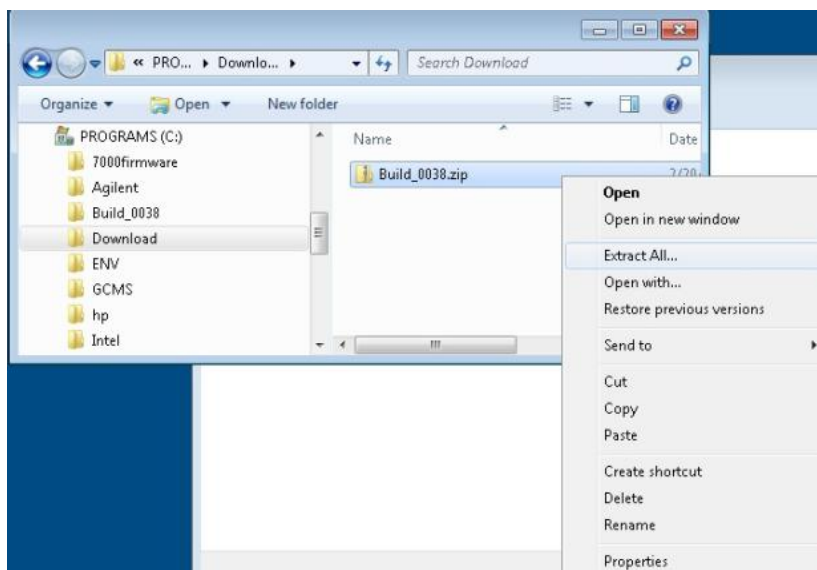 « PRO... ▸ Downlo... ▸ Search Download
Organize Open New folder
PROGRAMS (C:)
7000firmware
Agilent
Build_0038
Download
ENV
GCMS
hp
Intel
Name Date
Build_0038.zip
Open
Open in new window
Extract All...
Open with...
Restore previous versions
Send to
Cut
Copy
Paste
Create shortcut
Delete
Rename
Properties